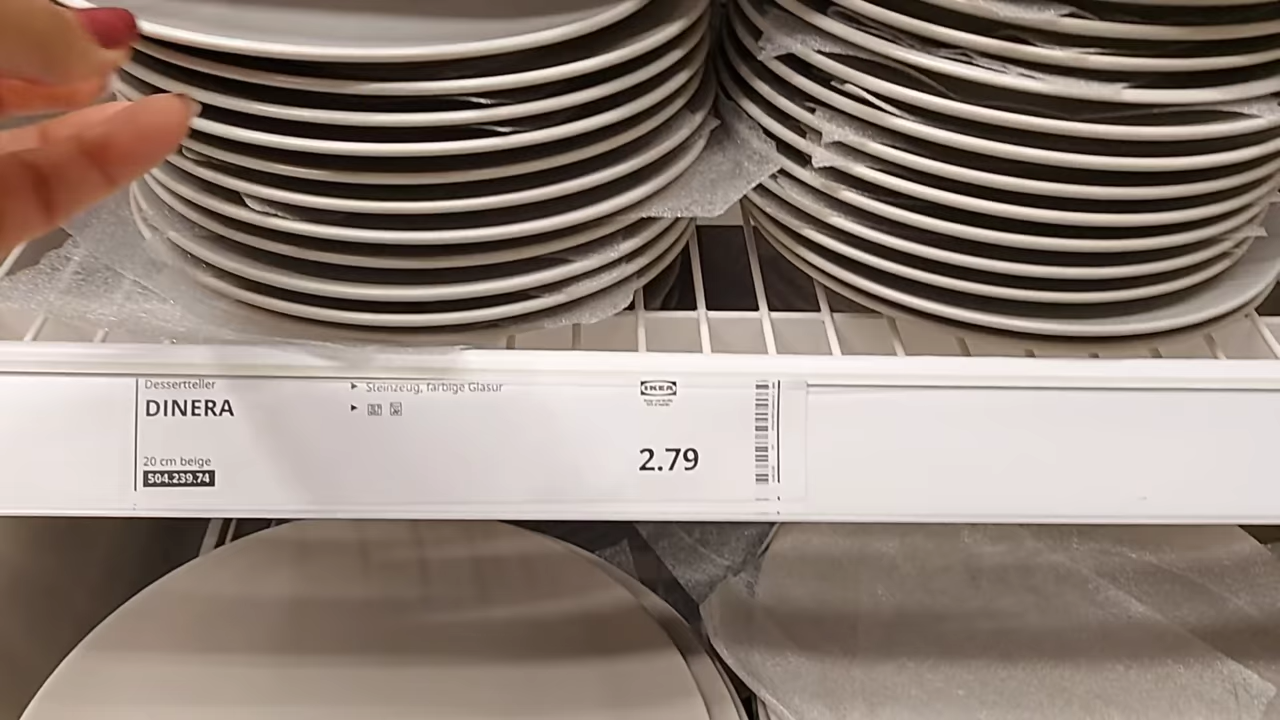 Dessertteller
DINERA
20 cm beige
504.239.74
▸ Steinzeug, farbige Glasur
IKEA
2.79